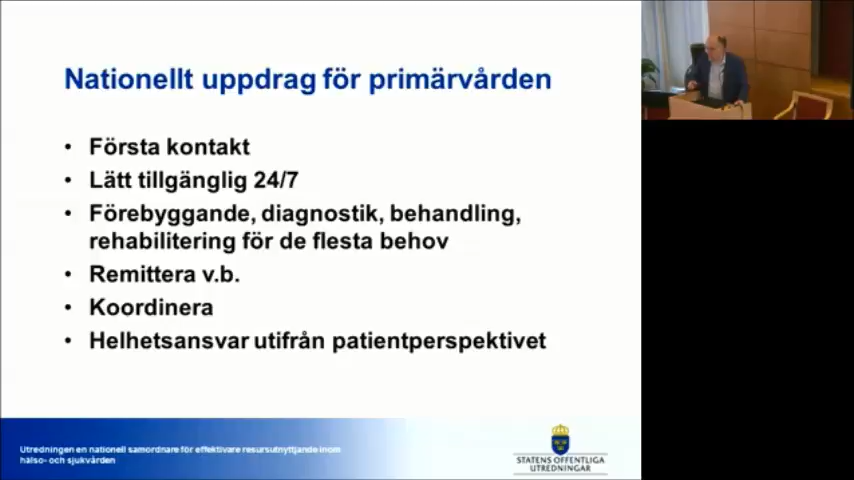 Nationellt uppdrag för primärvården
• Första kontakt
• Lätt tillgänglig 24/7
• Förebyggande, diagnostik, behandling,
rehabilitering för de flesta behov
• Remittera v.b.
• Koordinera
• Helhetsansvar utifrån patientperspektivet
Utredningen en nationell samordnare för effektivare resursutnyttjande inom
hälso- och sjukvården
STATENS OFFENTLIGA
UTREDNINGAR